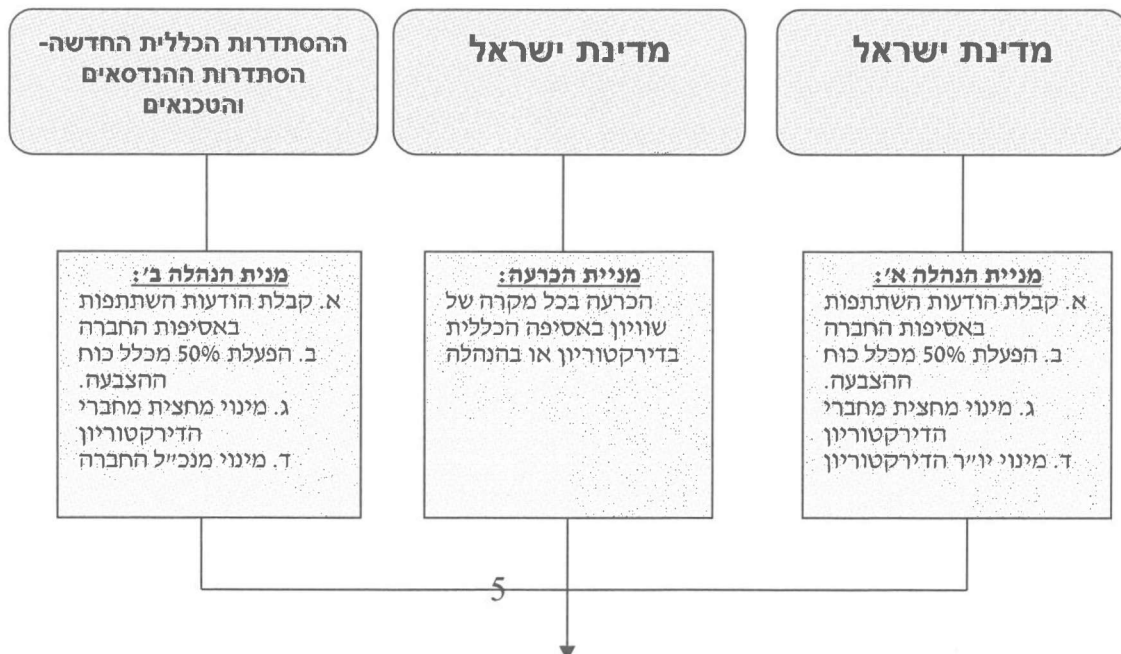 מדינת ישראל
מדינת ישראל
ההסתדרות הכללית החדשה-
הסתדרות ההנדסאים
והטכנאים
מניית הנהלה א':
א. קבלת הודעות השתתפות
באסיפות החברה
ב. הפעלת 50% מכלל כוח
ההצבעה.
ג. מינוי מחצית מחברי
הדירקטוריון
ד. מינוי יו"ר הדירקטוריון
מניית הכרעה:
הכרעה בכל מקרה של
שוויון באסיפה הכללית
בדירקטוריון או בהנהלה
מנית הנהלה ב':
א. קבלת הודעות השתתפות
באסיפות החברה
ב. הפעלת 50% מכלל כוח
ההצבעה.
ג. מינוי מחצית מחברי
הדירקטוריון
ד. מינוי מנכ"ל החברה
5